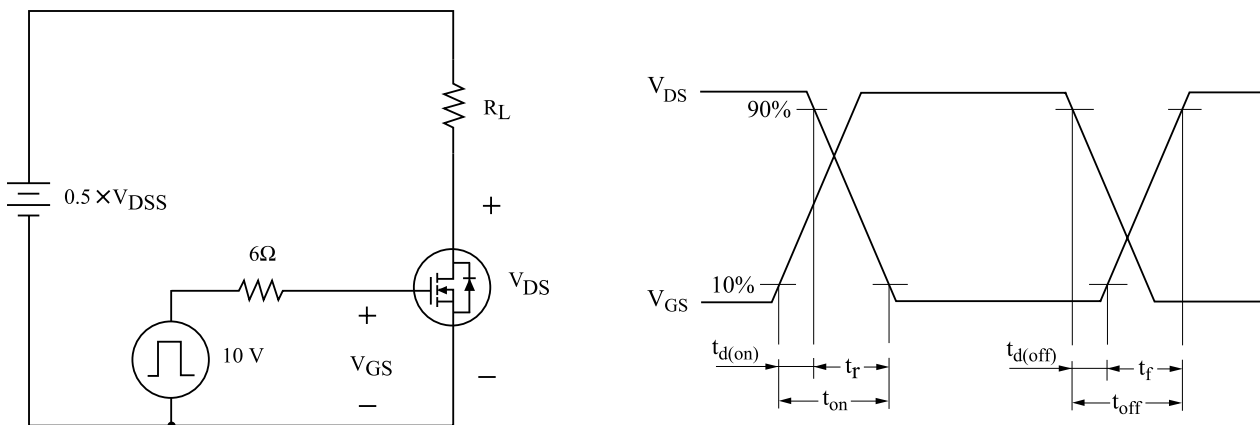 R_L
0.5 ×V_DSS
+
6Ω
V_DS
+
10 V
V_GS
−
−
V_DS
90%
10%
V_GS
t_d(on)
t_r
t_on
t_d(off)
t_f
t_off